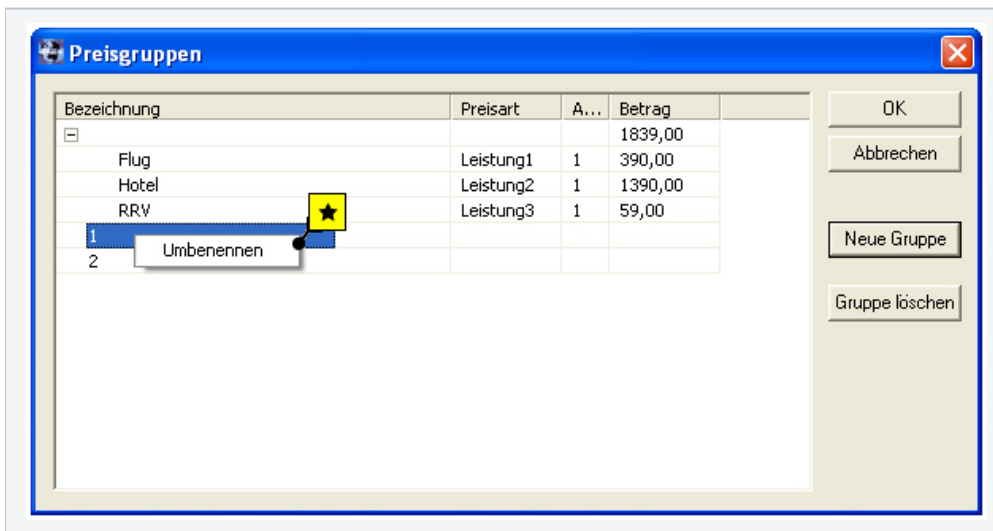 Preisgruppen
Bezeichnung Preisart A... Betrag
1839,00
Flug Leistung1 1 390,00
Hotel Leistung2 1 1390,00
RRV Leistung3 1 59,00
1
Umbenennen
2
OK
Abbrechen
Neue Gruppe
Gruppe löschen